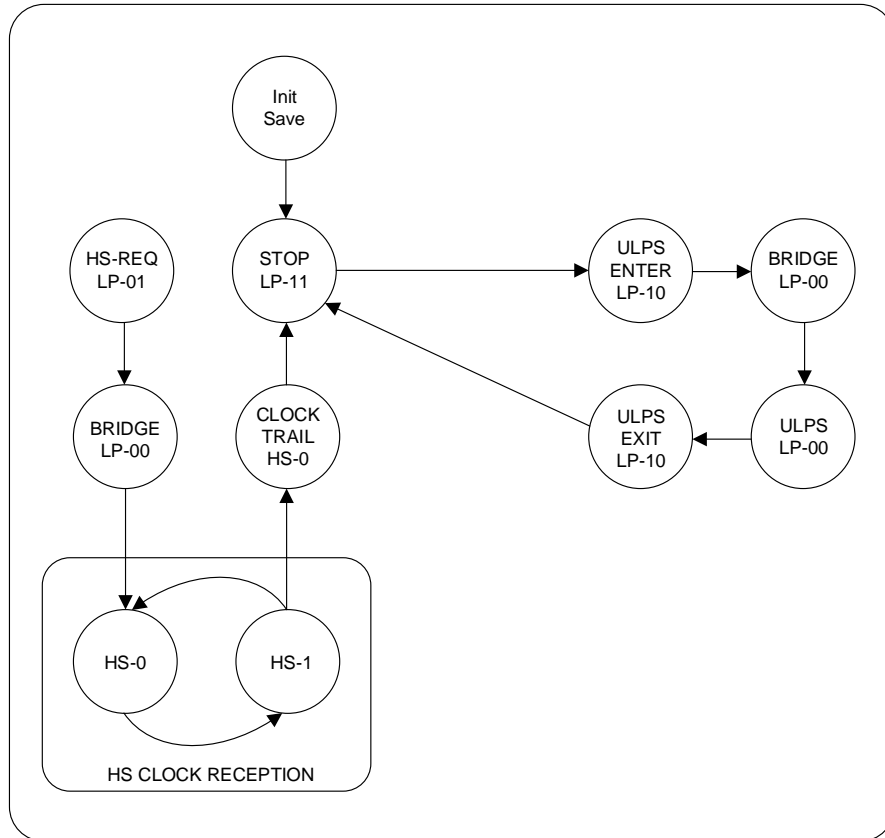 Init
Save
HS-REQ
LP-01
STOP
LP-11
ULPS
ENTER
LP-10
BRIDGE
LP-00
BRIDGE
LP-00
CLOCK
TRAIL
HS-0
ULPS
EXIT
LP-10
ULPS
LP-00
HS-0
HS-1
HS CLOCK RECEPTION